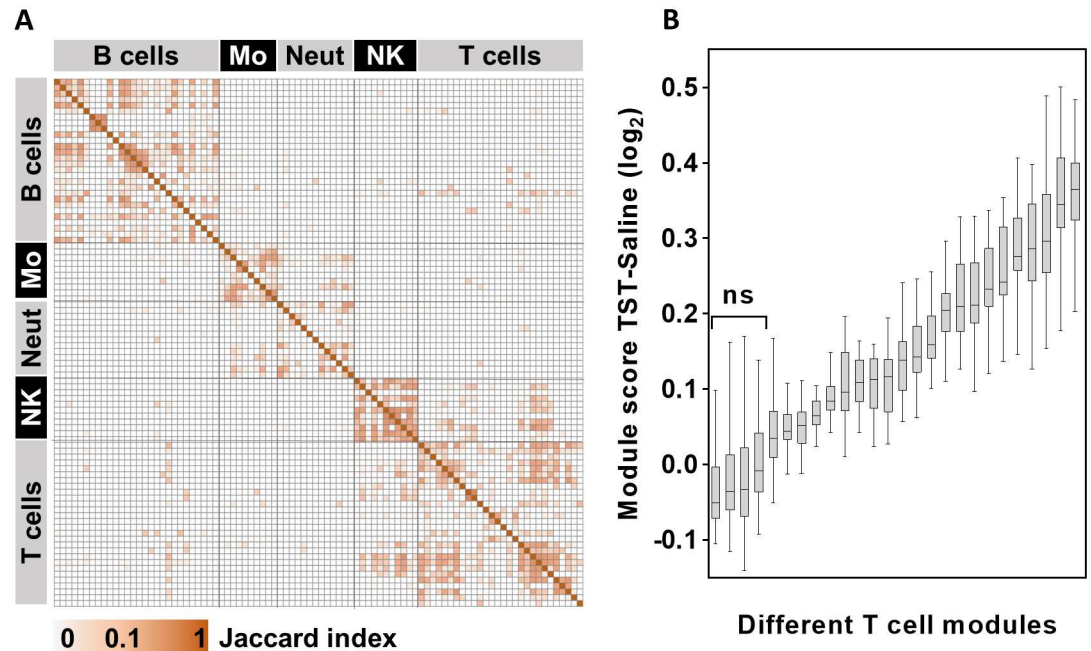 A
B cells Mo Neut NK T cells
B cells
Mo
Neut
NK
T cells
0 0.1 1 Jaccard index
B
Module score TST-Saline (log₂)
0.5
0.4
0.3
0.2
0.1
0.0
-0.1
ns
Different T cell modules